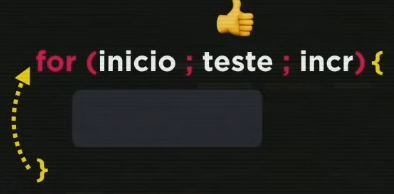 for (inicio ; teste ; incr) {
}